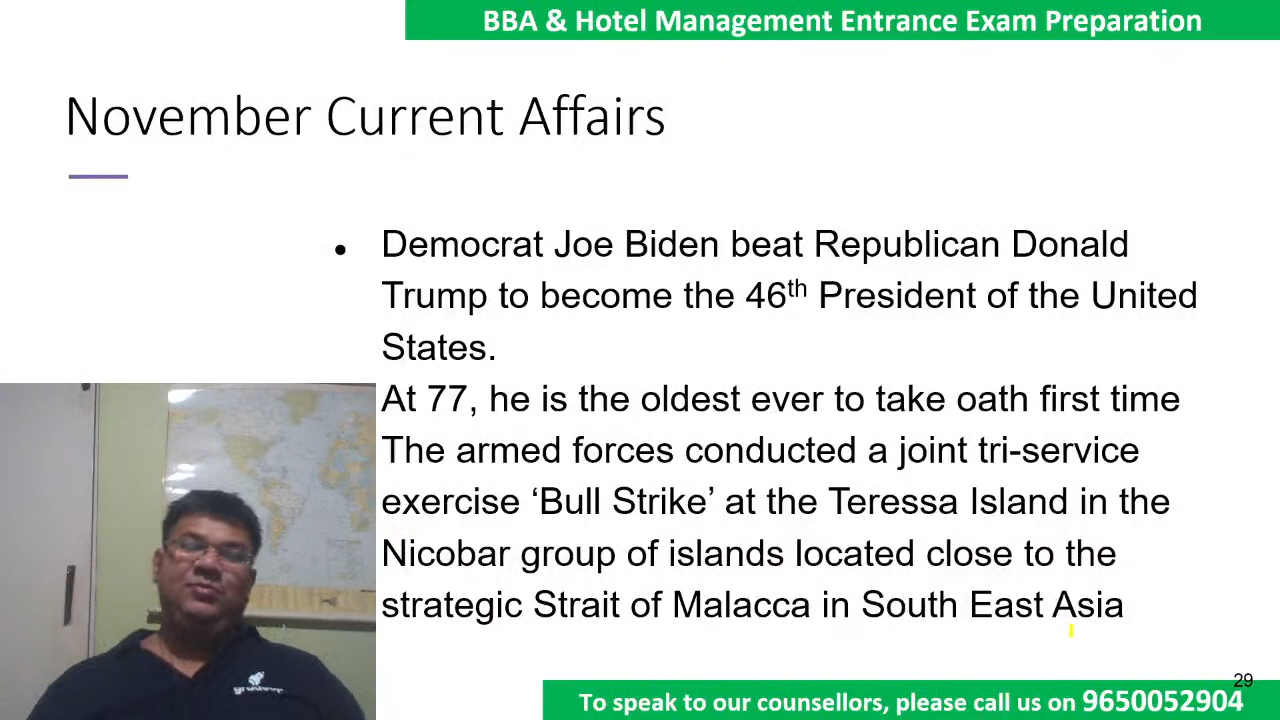 BBA & Hotel Management Entrance Exam Preparation
November Current Affairs
• Democrat Joe Biden beat Republican Donald
Trump to become the 46th President of the United
States.
At 77, he is the oldest ever to take oath first time
The armed forces conducted a joint tri-service
exercise ‘Bull Strike’ at the Teressa Island in the
Nicobar group of islands located close to the
strategic Strait of Malacca in South East Asia
29
To speak to our counsellors, please call us on 9650052904